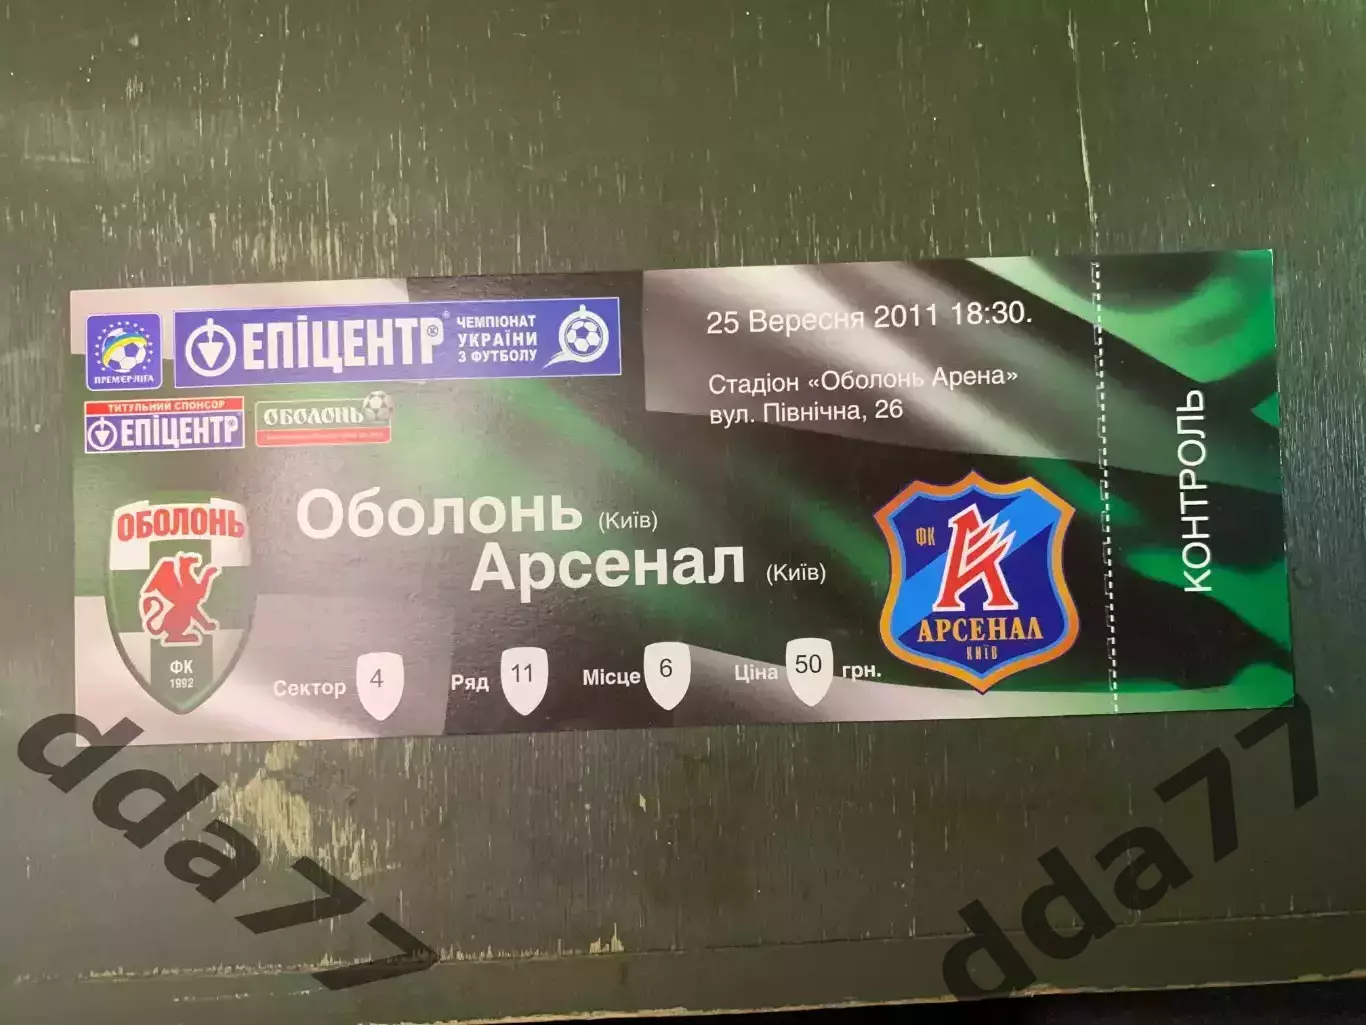 ПРЕМ'ЄР-ЛІГА
ЕПІЦЕНТР®
ЧЕМПІОНАТ
УКРАЇНИ
З ФУТБОЛУ
ТИТУЛЬНИЙ СПОНСОР
ЕПІЦЕНТР®
ОБОЛОНЬ
25 Вересня 2011 18:30.
Стадіон «Оболонь Арена»
вул. Північна, 26
ОБОЛОНЬ
ФК
1992
Оболонь (Київ)
Арсенал (Київ)
ФК
К
АРСЕНАЛ
КИЇВ
Сектор 4 Ряд 11 Місце 6 Ціна 50 грн.
КОНТРОЛЬ
dda77
dda77